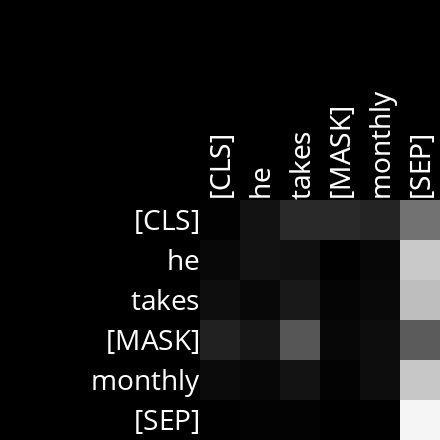 [CLS]
he
takes
[MASK]
monthly
[SEP]
[CLS]
he
takes
[MASK]
monthly
[SEP]